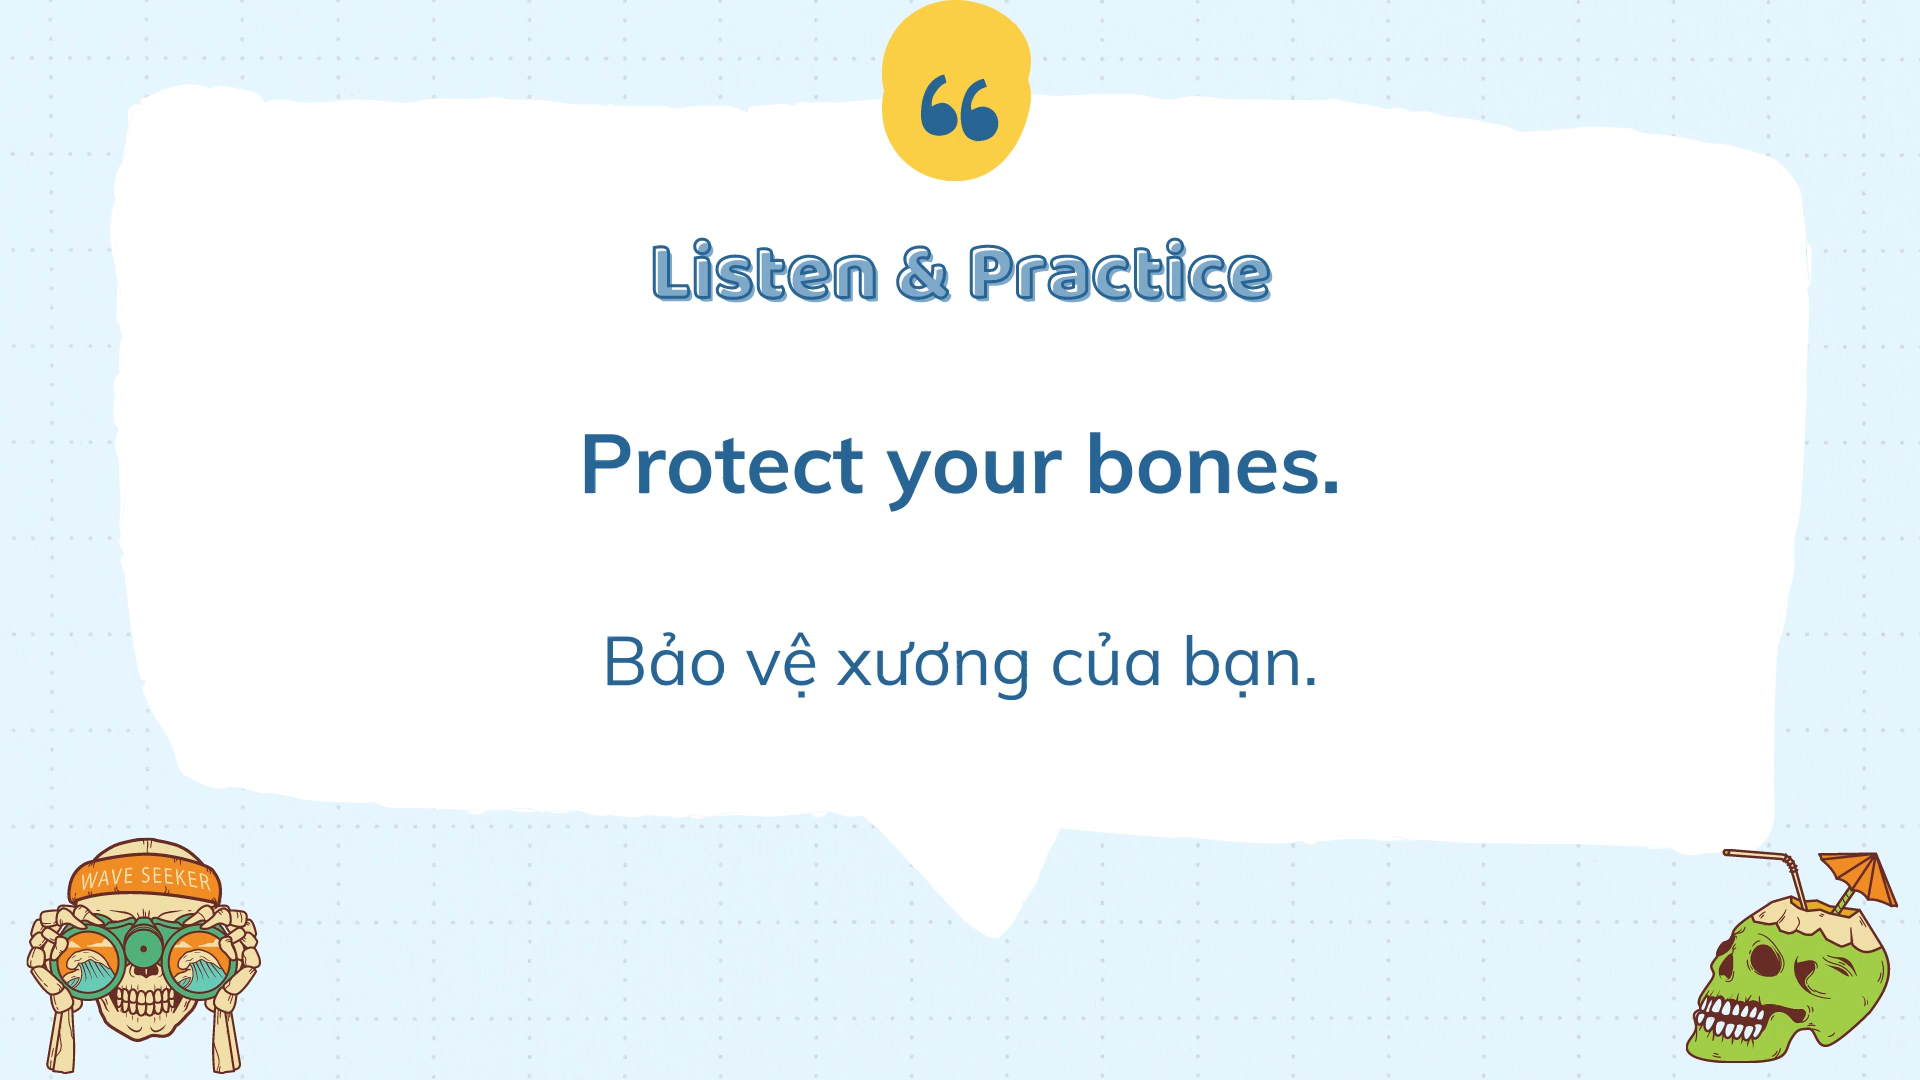 Listen & Practice
Protect your bones.
Bảo vệ xương của bạn.
WAVE SEEKER